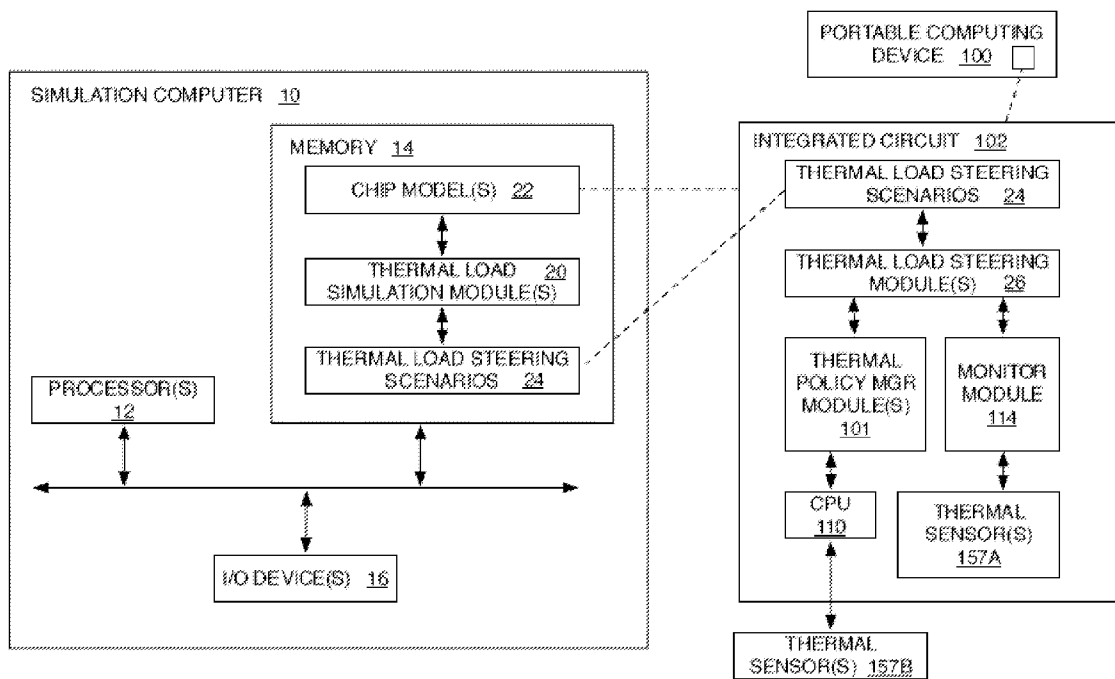 PORTABLE COMPUTING
DEVICE 100
SIMULATION COMPUTER 10
MEMORY 14
CHIP MODEL(S) 22
THERMAL LOAD 20
SIMULATION MODULE(S)
THERMAL LOAD STEERING
SCENARIOS 24
PROCESSOR(S)
12
I/O DEVICE(S) 16
INTEGRATED CIRCUIT 102
THERMAL LOAD STEERING
SCENARIOS 24
THERMAL LOAD STEERING
MODULE(S) 26
THERMAL
POLICY MGR
MODULE(S)
101
MONITOR
MODULE
114
CPU
110
THERMAL
SENSOR(S)
157A
THERMAL
SENSOR(S) 157B